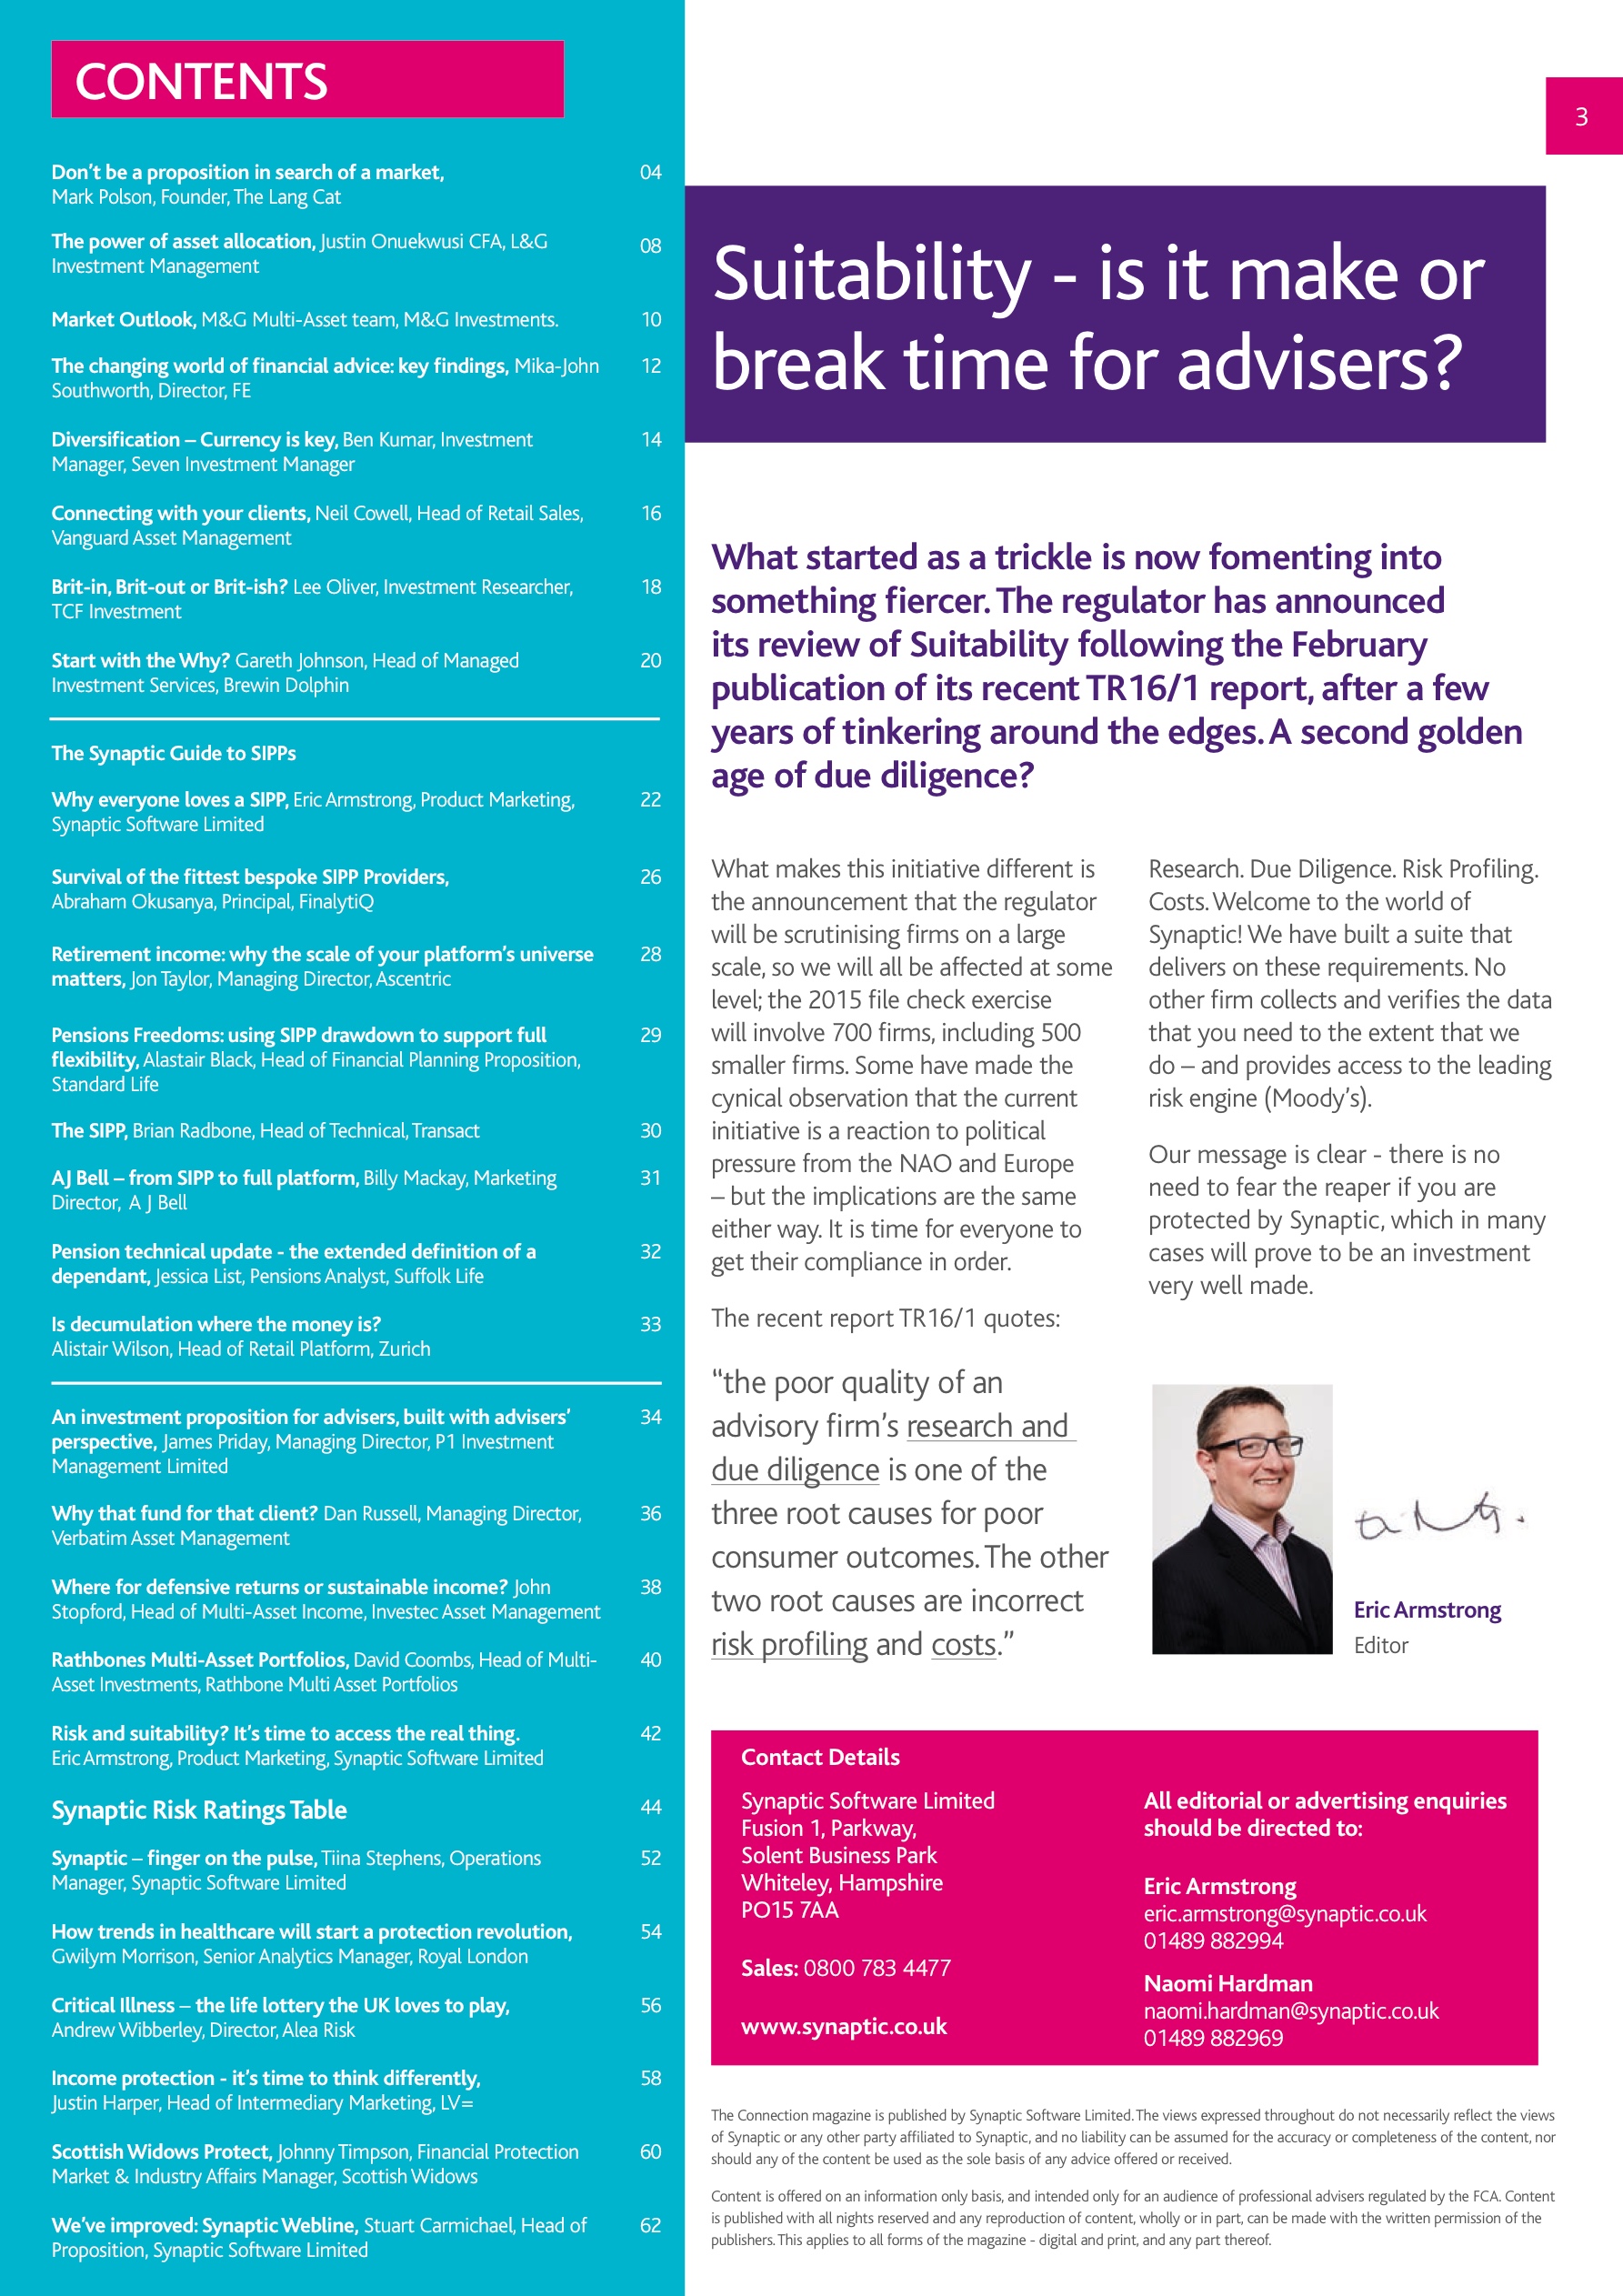 CONTENTS
Don't be a proposition in search of a market, 04
Mark Polson, Founder, The Lang Cat
The power of asset allocation, Justin Onuekwusi CFA, L&G 08
Investment Management
Market Outlook, M&G Multi-Asset team, M&G Investments. 10
The changing world of financial advice: key findings, Mika-John 12
Southworth, Director, FE
Diversification – Currency is key, Ben Kumar, Investment 14
Manager, Seven Investment Manager
Connecting with your clients, Neil Cowell, Head of Retail Sales, 16
Vanguard Asset Management
Brit-in, Brit-out or Brit-ish? Lee Oliver, Investment Researcher, 18
TCF Investment
Start with the Why? Gareth Johnson, Head of Managed 20
Investment Services, Brewin Dolphin
The Synaptic Guide to SIPPs
Why everyone loves a SIPP, Eric Armstrong, Product Marketing, 22
Synaptic Software Limited
Survival of the fittest bespoke SIPP Providers, 26
Abraham Okusanya, Principal, FinalytiQ
Retirement income: why the scale of your platform's universe 28
matters, Jon Taylor, Managing Director, Ascentric
Pensions Freedoms: using SIPP drawdown to support full 29
flexibility, Alastair Black, Head of Financial Planning Proposition,
Standard Life
The SIPP, Brian Radbone, Head of Technical, Transact 30
AJ Bell – from SIPP to full platform, Billy Mackay, Marketing 31
Director, A J Bell
Pension technical update - the extended definition of a 32
dependant, Jessica List, Pensions Analyst, Suffolk Life
Is decumulation where the money is? 33
Alistair Wilson, Head of Retail Platform, Zurich
An investment proposition for advisers, built with advisers' 34
perspective, James Priday, Managing Director, P1 Investment
Management Limited
Why that fund for that client? Dan Russell, Managing Director, 36
Verbatim Asset Management
Where for defensive returns or sustainable income? John 38
Stopford, Head of Multi-Asset Income, Investec Asset Management
Rathbones Multi-Asset Portfolios, David Coombs, Head of Multi- 40
Asset Investments, Rathbone Multi Asset Portfolios
Risk and suitability? It's time to access the real thing. 42
Eric Armstrong, Product Marketing, Synaptic Software Limited
Synaptic Risk Ratings Table 44
Synaptic – finger on the pulse, Tiina Stephens, Operations 52
Manager, Synaptic Software Limited
How trends in healthcare will start a protection revolution, 54
Gwilym Morrison, Senior Analytics Manager, Royal London
Critical Illness – the life lottery the UK loves to play, 56
Andrew Wibberley, Director, Alea Risk
Income protection - it's time to think differently, 58
Justin Harper, Head of Intermediary Marketing, LV=
Scottish Widows Protect, Johnny Timpson, Financial Protection 60
Market & Industry Affairs Manager, Scottish Widows
We've improved: Synaptic Webline, Stuart Carmichael, Head of 62
Proposition, Synaptic Software Limited
3
Suitability - is it make or
break time for advisers?
What started as a trickle is now fomenting into
something fiercer. The regulator has announced
its review of Suitability following the February
publication of its recent TR16/1 report, after a few
years of tinkering around the edges. A second golden
age of due diligence?
What makes this initiative different is
the announcement that the regulator
will be scrutinising firms on a large
scale, so we will all be affected at some
level; the 2015 file check exercise
will involve 700 firms, including 500
smaller firms. Some have made the
cynical observation that the current
initiative is a reaction to political
pressure from the NAO and Europe
– but the implications are the same
either way. It is time for everyone to
get their compliance in order.
The recent report TR16/1 quotes:
“the poor quality of an
advisory firm's research and
due diligence is one of the
three root causes for poor
consumer outcomes. The other
two root causes are incorrect
risk profiling and costs.”
Research. Due Diligence. Risk Profiling.
Costs. Welcome to the world of
Synaptic! We have built a suite that
delivers on these requirements. No
other firm collects and verifies the data
that you need to the extent that we
do – and provides access to the leading
risk engine (Moody's).
Our message is clear - there is no
need to fear the reaper if you are
protected by Synaptic, which in many
cases will prove to be an investment
very well made.
Eric Armstrong
Editor
Contact Details
Synaptic Software Limited
Fusion 1, Parkway,
Solent Business Park
Whiteley, Hampshire
PO15 7AA
Sales: 0800 783 4477
www.synaptic.co.uk
All editorial or advertising enquiries
should be directed to:
Eric Armstrong
eric.armstrong@synaptic.co.uk
01489 882994
Naomi Hardman
naomi.hardman@synaptic.co.uk
01489 882969
The Connection magazine is published by Synaptic Software Limited. The views expressed throughout do not necessarily reflect the views
of Synaptic or any other party affiliated to Synaptic, and no liability can be assumed for the accuracy or completeness of the content, nor
should any of the content be used as the sole basis of any advice offered or received.
Content is offered on an information only basis, and intended only for an audience of professional advisers regulated by the FCA. Content
is published with all rights reserved and any reproduction of content, wholly or in part, can be made with the written permission of the
publishers. This applies to all forms of the magazine - digital and print, and any part thereof.